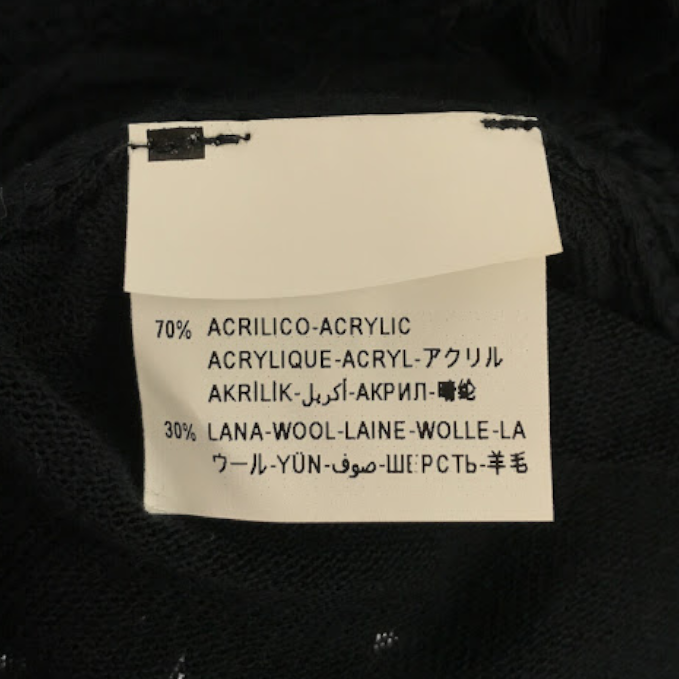 70% ACRILICO-ACRYLIC
ACRYLIQUE-ACRYL-アクリル
AKRİLİK-أكريل-АКРИЛ-晴纶
30% LANA-WOOL-LAINE-WOLLE-LA
ウール-YÜN-صوف-ШЕРСТЬ-羊毛